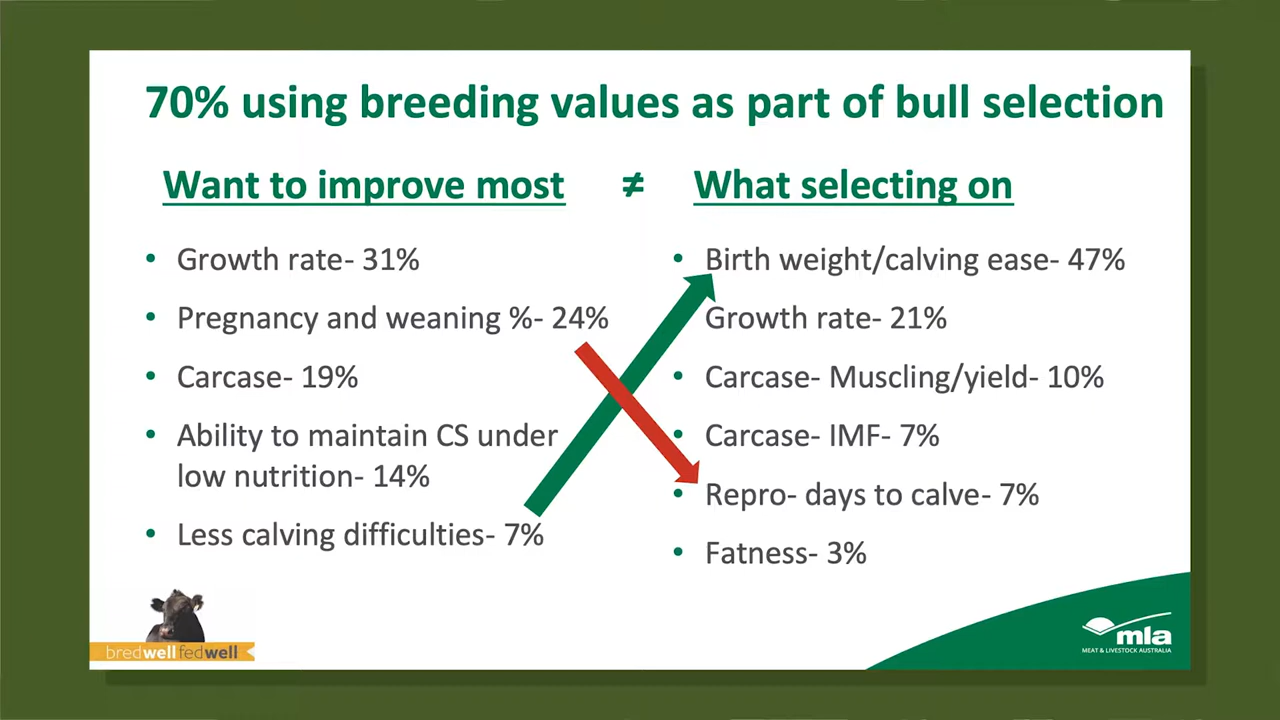 70% using breeding values as part of bull selection
Want to improve most ≠ What selecting on
• Growth rate- 31%
• Pregnancy and weaning %- 24%
• Carcase- 19%
• Ability to maintain CS under
low nutrition- 14%
• Less calving difficulties- 7%
• Birth weight/calving ease- 47%
Growth rate- 21%
• Carcase- Muscling/yield- 10%
• Carcase- IMF- 7%
• Repro- days to calve- 7%
• Fatness- 3%
bredwellfedwell
mla
MEAT & LIVESTOCK AUSTRALIA